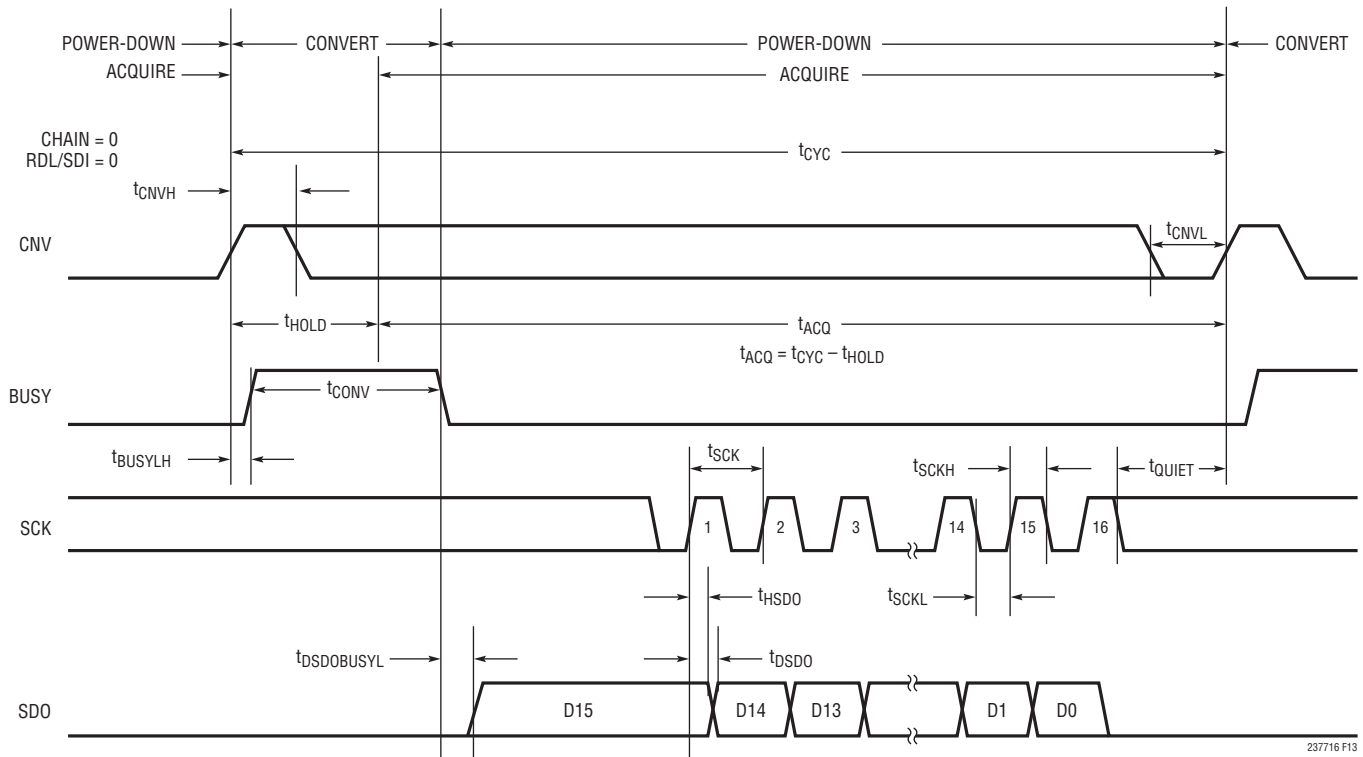 POWER-DOWN CONVERT POWER-DOWN CONVERT
ACQUIRE ACQUIRE
CHAIN = 0
RDL/SDI = 0
tCYC
tCNVH
CNV
tCNVL
tHOLD tACQ
tACQ = tCYC – tHOLD
BUSY
tCONV
tBUSYLH
tSCK tSCKH tQUIET
SCK
1 2 3 14 15 16
tHSDO tSCKL
tDSDOBUSYL tDSDO
SDO
D15 D14 D13 D1 D0
237716 F13